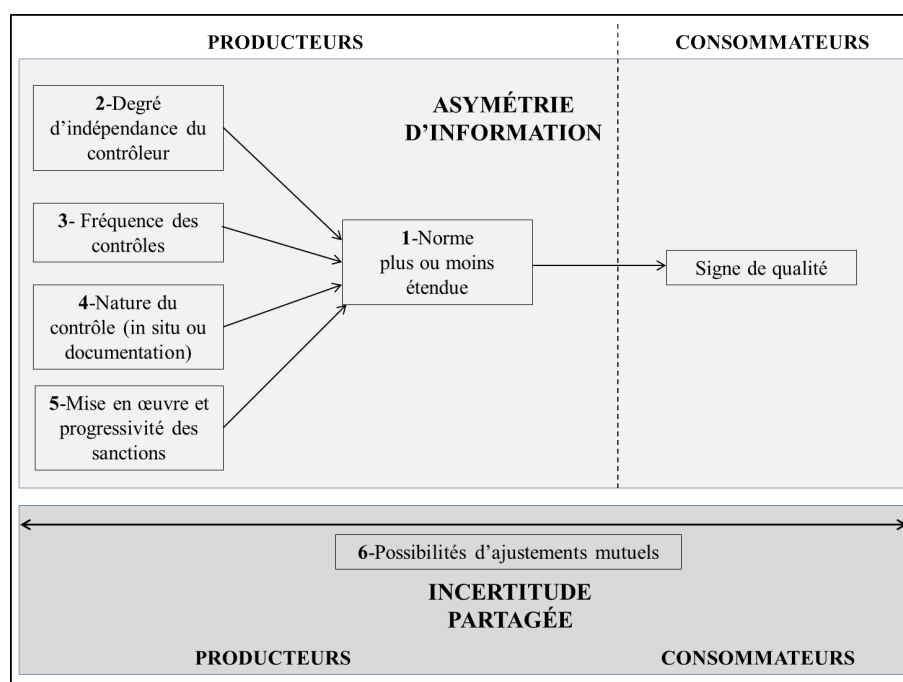 PRODUCTEURS
CONSOMMATEURS
ASYMÉTRIE
D'INFORMATION
2-Degré
d'indépendance du
contrôleur
3- Fréquence des
contrôles
4-Nature du
contrôle (in situ ou
documentation)
5-Mise en œuvre et
progressivité des
sanctions
1-Norme
plus ou moins
étendue
Signe de qualité
6-Possibilités d'ajustements mutuels
INCERTITUDE
PARTAGÉE
PRODUCTEURS
CONSOMMATEURS